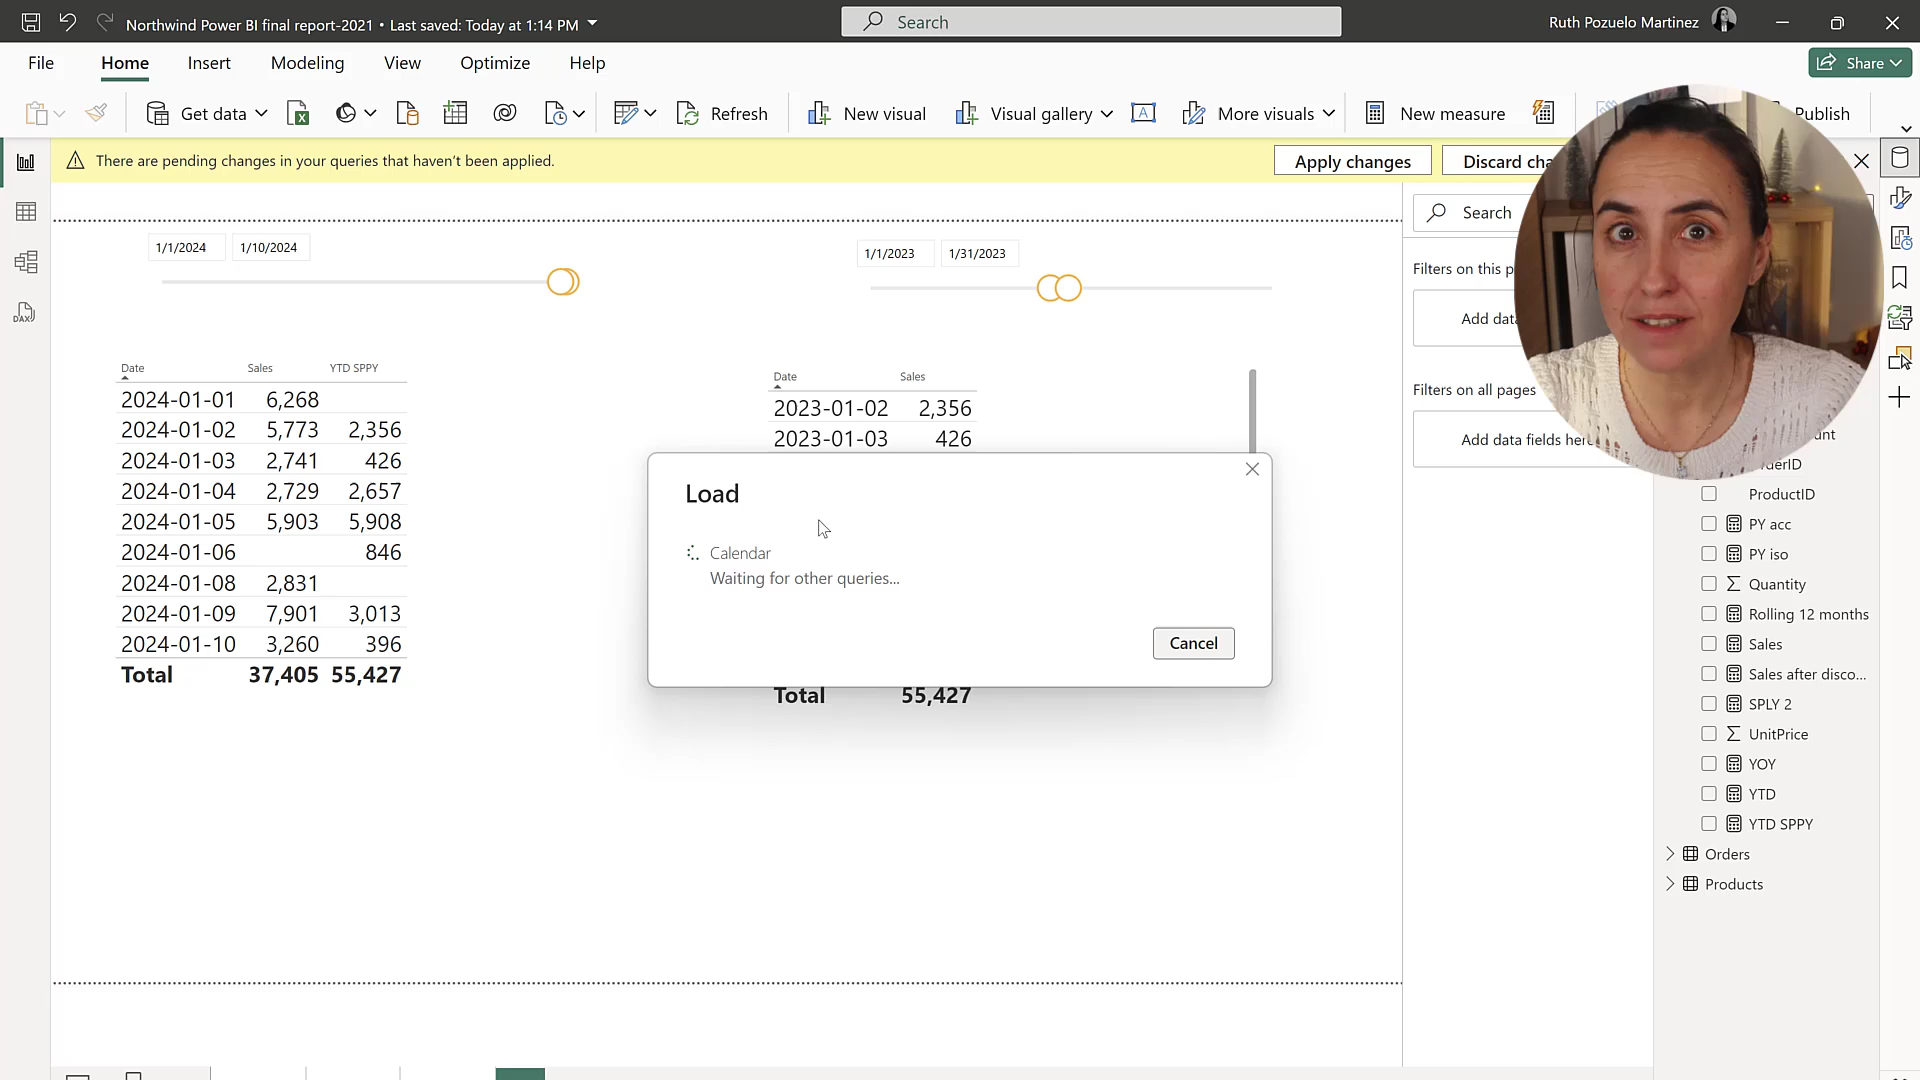 Northwind Power BI final report-2021 • Last saved: Today at 1:14 PM
Search
Ruth Pozuelo Martinez
File
Home
Insert
Modeling
View
Optimize
Help
Share
Get data
Refresh
New visual
Visual gallery
More visuals
New measure
Publish
There are pending changes in your queries that haven’t been applied.
Apply changes
Discard cha
DAX
1/1/2024
1/10/2024
1/1/2023
1/31/2023
Search
Filters on this p
Add data
Filters on all pages
Add data fields here
Date Sales YTD SPPY
2024-01-01 6,268
2024-01-02 5,773 2,356
2024-01-03 2,741 426
2024-01-04 2,729 2,657
2024-01-05 5,903 5,908
2024-01-06 846
2024-01-08 2,831
2024-01-09 7,901 3,013
2024-01-10 3,260 396
Total 37,405 55,427
Date Sales
2023-01-02 2,356
2023-01-03 426
Total 55,427
Load
Calendar
Waiting for other queries...
Cancel
unt
derID
ProductID
PY acc
PY iso
Quantity
Rolling 12 months
Sales
Sales after disco...
SPLY 2
UnitPrice
YOY
YTD
YTD SPPY
Orders
Products